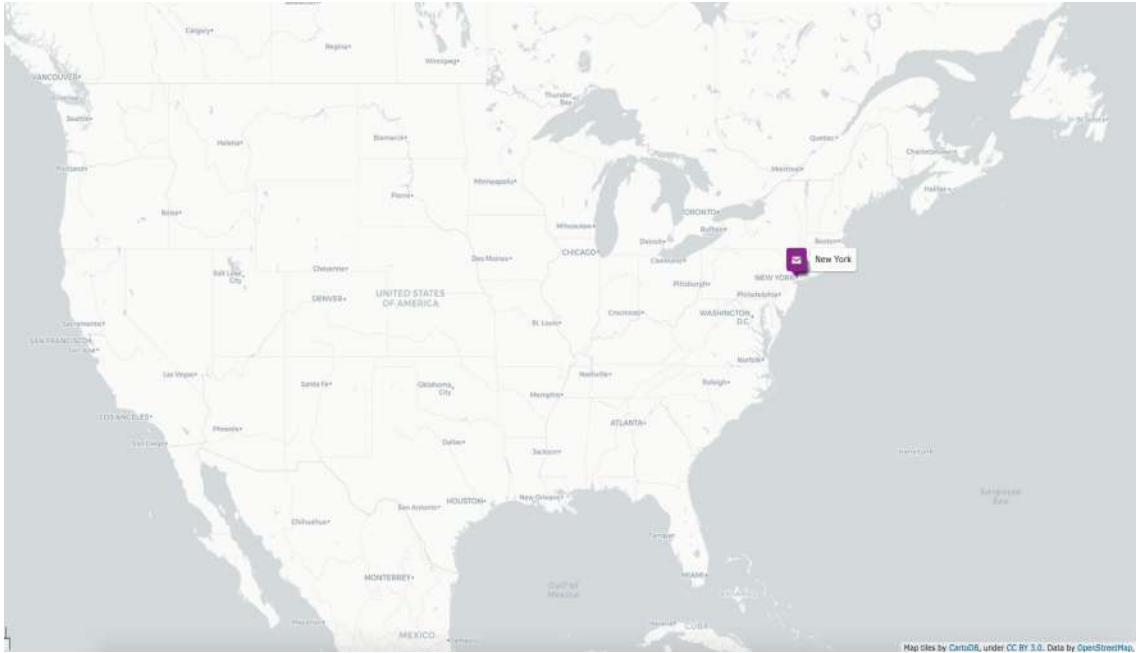 Calgary
Regina
Winnipeg
VANCOUVER
Seattle
Thunder
Bay
Helena
Bismarck
Quebec
Charlottetown
Portland
Montreal
Halifax
Minneapolis
Pierre
Boise
TORONTO
Milwaukee
Buffalo
Detroit
Boston
CHICAGO
Des Moines
New York
Cheyenne
Salt Lake
City
NEW YORK
Pittsburgh
DENVER
UNITED STATES
OF AMERICA
Philadelphia
Cincinnati
WASHINGTON,
D.C.
Sacramento
St. Louis
SAN FRANCISCO
San Jose
Norfolk
Las Vegas
Nashville
Santa Fe
Oklahoma
City
Raleigh
Memphis
LOS ANGELES
ATLANTA
Phoenix
San Diego
Dallas
Jackson
Hamilton
Sargasso
Sea
HOUSTON
New Orleans
San Antonio
Chihuahua
Tampa
MONTERREY
MIAMI
Gulf of
Mexico
Mazatlan
Havana
CUBA
MEXICO
Map tiles by CartoDB, under CC BY 3.0. Data by OpenStreetMap,